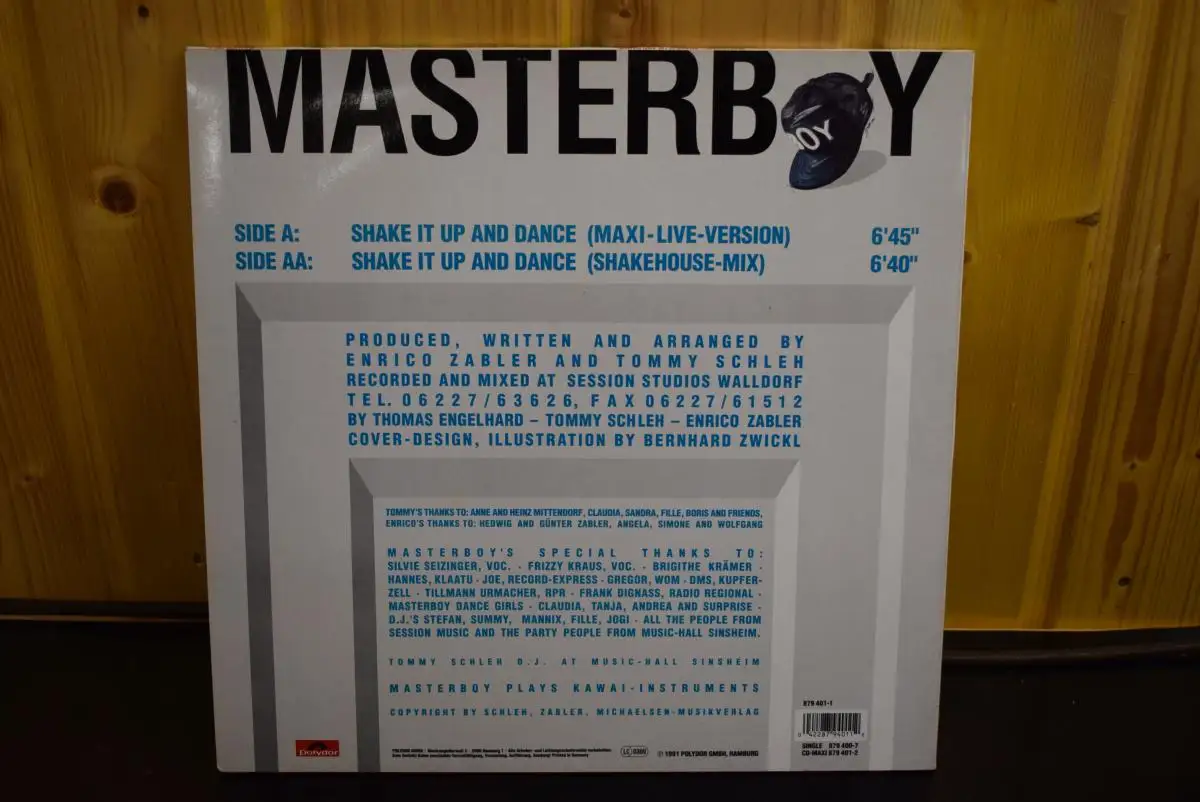 MASTERBOY
BOY
SIDE A: SHAKE IT UP AND DANCE (MAXI-LIVE-VERSION) 6'45"
SIDE AA: SHAKE IT UP AND DANCE (SHAKEHOUSE-MIX) 6'40"
PRODUCED, WRITTEN AND ARRANGED BY
ENRICO ZABLER AND TOMMY SCHLEH
RECORDED AND MIXED AT SESSION STUDIOS WALLDORF
TEL. 06227/63626, FAX 06227/61512
BY THOMAS ENGELHARD – TOMMY SCHLEH – ENRICO ZABLER
COVER-DESIGN, ILLUSTRATION BY BERNHARD ZWICKL
TOMMY'S THANKS TO: ANNE AND HEINZ MITTENDORF, CLAUDIA, SANDRA, FILLE, BORIS AND FRIENDS,
ENRICO'S THANKS TO: HEDWIG AND GÜNTER ZABLER, ANGELA, SIMONE AND WOLFGANG
MASTERBOY'S SPECIAL THANKS TO:
SILVIE SEIZINGER, VOC. · FRIZZY KRAUS, VOC. · BRIGITHE KRÄMER ·
HANNES, KLAATU · JOE, RECORD-EXPRESS · GREGOR, WOM · DMS, KUPFER-
ZELL · TILLMANN URMACHER, RPR · FRANK DIGNASS, RADIO REGIONAL ·
MASTERBOY DANCE GIRLS · CLAUDIA, TANJA, ANDREA AND SURPRISE ·
D.J.'S STEFAN, SUMMY, MANNIX, FILLE, JOGI · ALL THE PEOPLE FROM
SESSION MUSIC AND THE PARTY PEOPLE FROM MUSIC-HALL SINSHEIM.
TOMMY SCHLEH D.J. AT MUSIC-HALL SINSHEIM
MASTERBOY PLAYS KAWAI-INSTRUMENTS
COPYRIGHT BY SCHLEH, ZABLER, MICHAELSEN-MUSIKVERLAG
879 401-1
SINGLE 879 400-7
CD-MAXI 879 401-2
Polydor
LC 0309
© 1991 POLYDOR GMBH, HAMBURG